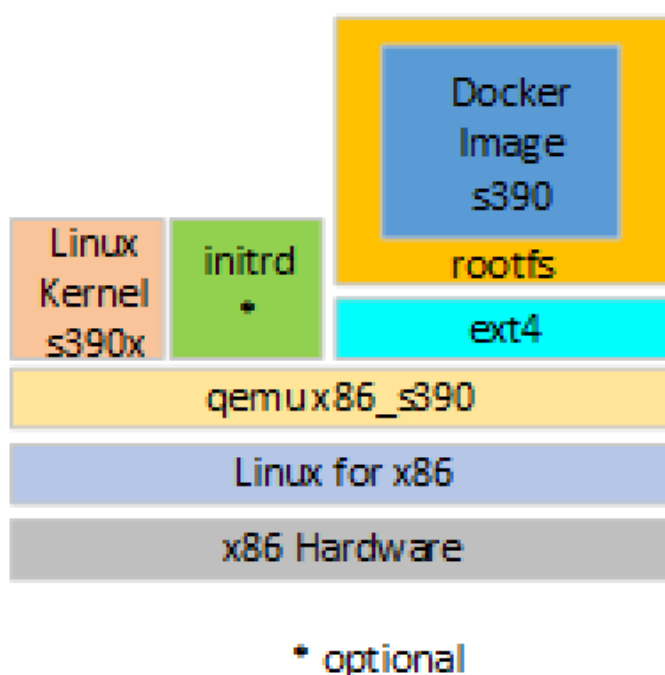 Docker
Image
s390
rootfs
Linux
Kernel
s390x
initrd
*
ext4
qemux86_s390
Linux for x86
x86 Hardware
* optional